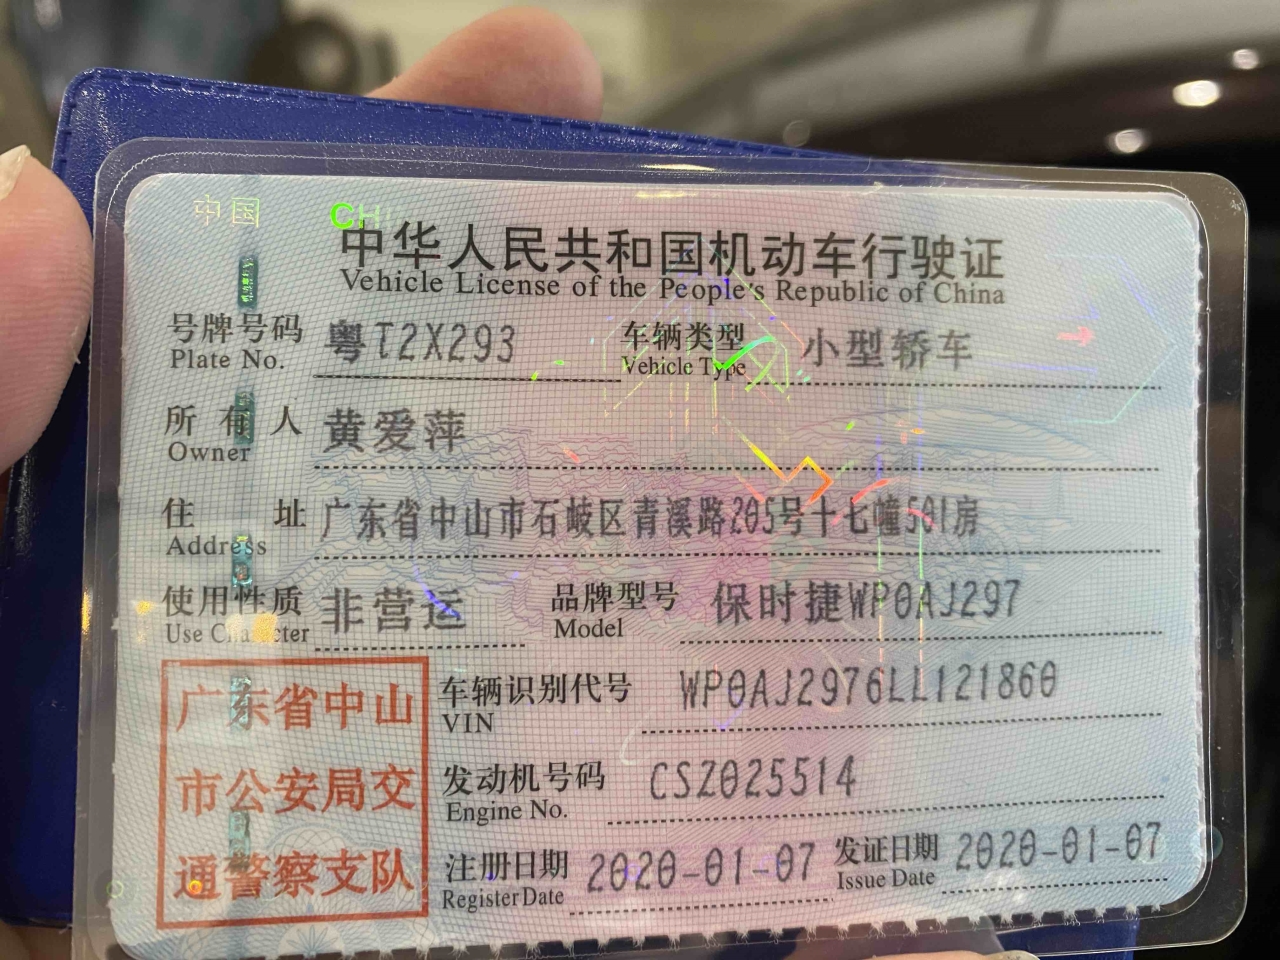 中国 CH
中华人民共和国机动车行驶证
Vehicle License of the People's Republic of China
号牌号码 粤T2X293 车辆类型 小型轿车
Plate No. Vehicle Type
所有人 黄爱萍
Owner
住址 广东省中山市石岐区青溪路205号十七幢501房
Address
使用性质 非营运 品牌型号 保时捷WP0AJ297
Use Character Model
广东省中山
市公安局交
通警察支队
车辆识别代号 WP0AJ2976LL121860
VIN
发动机号码 CSZ025514
Engine No.
注册日期 2020-01-07 发证日期 2020-01-07
Register Date Issue Date